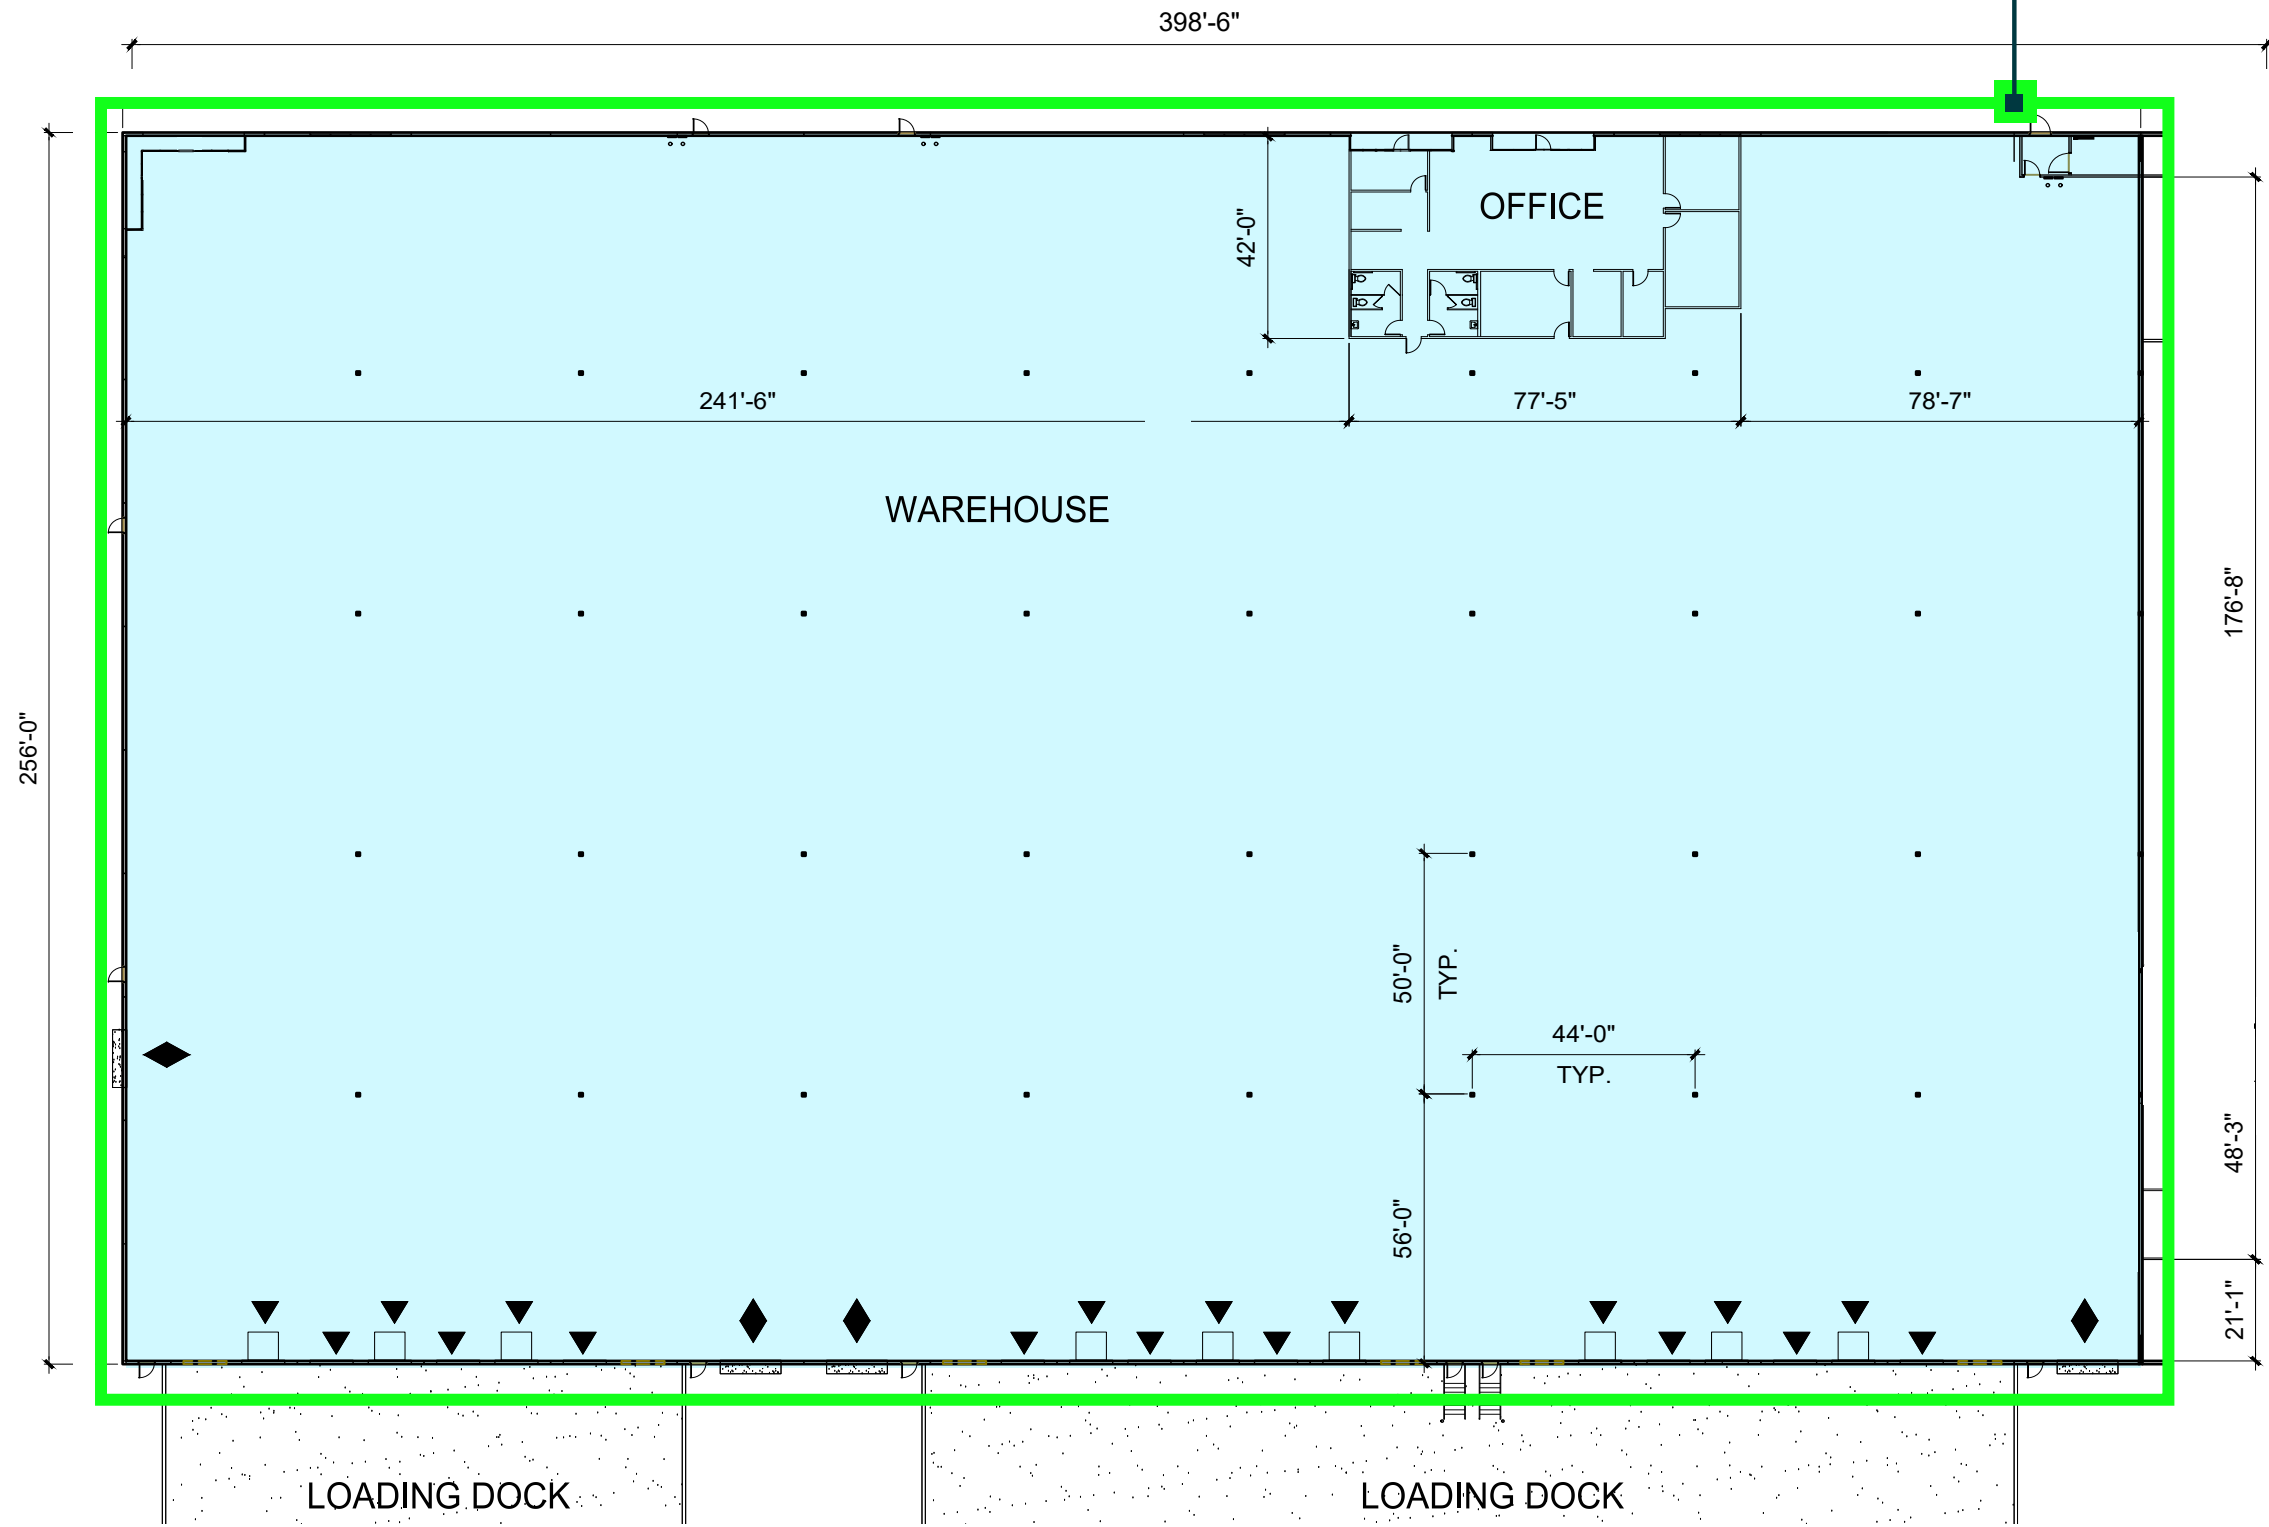 398'-6"
OFFICE
42'-0"
241'-6"
77'-5"
78'-7"
WAREHOUSE
176'-8"
256'-0"
50'-0"
TYP.
44'-0"
TYP.
48'-3"
56'-0"
21'-1"
LOADING DOCK
LOADING DOCK